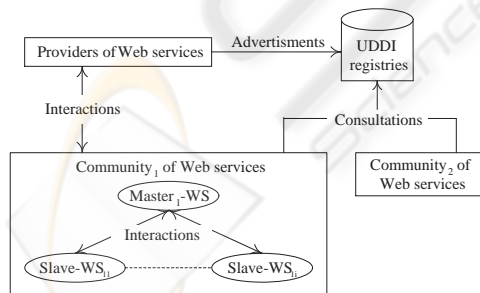 Providers of Web services
Advertisments
UDDI
registries
Interactions
Consultations
Community1 of Web services
Community2 of
Web services
Master1-WS
Interactions
Slave-WS11
Slave-WS1i